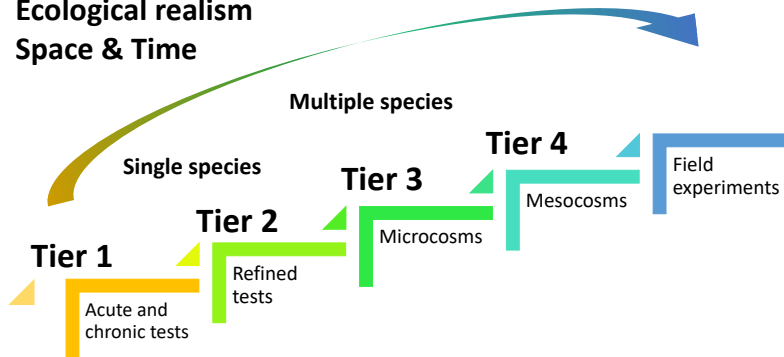 Ecological realism
Space & Time
Multiple species
Single species
Tier 1
Acute and
chronic tests
Tier 2
Refined
tests
Tier 3
Microcosms
Tier 4
Mesocosms
Field
experiments